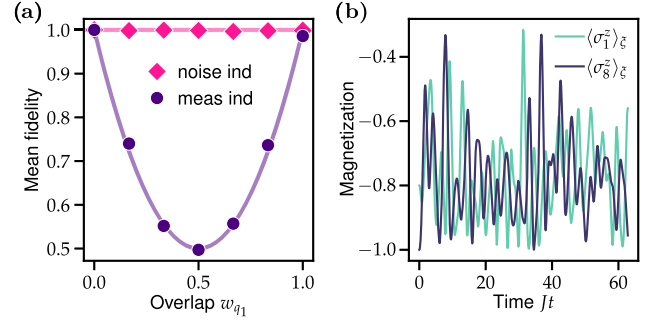 (a)
Mean fidelity
1.0
0.9
0.8
0.7
0.6
0.5
noise ind
meas ind
0.0
0.5
1.0
Overlap w_{q_1}
(b)
Magnetization
−0.4
−0.6
−0.8
−1.0
⟨σ^z_1⟩_ξ
⟨σ^z_8⟩_ξ
0
20
40
60
Time Jt